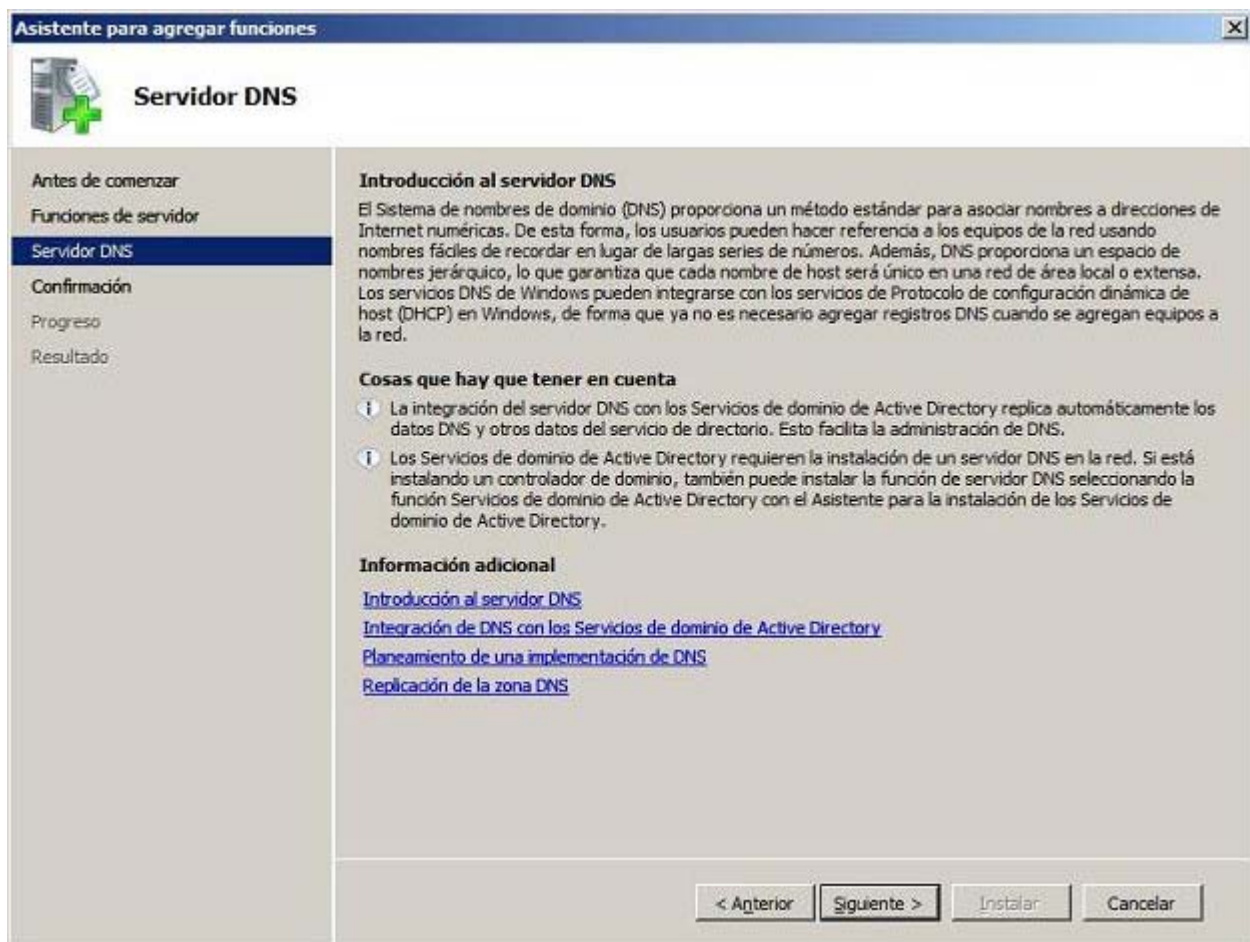 Asistente para agregar funciones
Servidor DNS
Antes de comenzar
Funciones de servidor
Servidor DNS
Confirmación
Progreso
Resultado
Introducción al servidor DNS
El Sistema de nombres de dominio (DNS) proporciona un método estándar para asociar nombres a direcciones de
Internet numéricas. De esta forma, los usuarios pueden hacer referencia a los equipos de la red usando
nombres fáciles de recordar en lugar de largas series de números. Además, DNS proporciona un espacio de
nombres jerárquico, lo que garantiza que cada nombre de host será único en una red de área local o extensa.
Los servicios DNS de Windows pueden integrarse con los servicios de Protocolo de configuración dinámica de
host (DHCP) en Windows, de forma que ya no es necesario agregar registros DNS cuando se agregan equipos a
la red.
Cosas que hay que tener en cuenta
La integración del servidor DNS con los Servicios de dominio de Active Directory replica automáticamente los
datos DNS y otros datos del servicio de directorio. Esto facilita la administración de DNS.
Los Servicios de dominio de Active Directory requieren la instalación de un servidor DNS en la red. Si está
instalando un controlador de dominio, también puede instalar la función de servidor DNS seleccionando la
función Servicios de dominio de Active Directory con el Asistente para la instalación de los Servicios de
dominio de Active Directory.
Información adicional
Introducción al servidor DNS
Integración de DNS con los Servicios de dominio de Active Directory
Planeamiento de una implementación de DNS
Replicación de la zona DNS
< Anterior
Siguiente >
Instalar
Cancelar